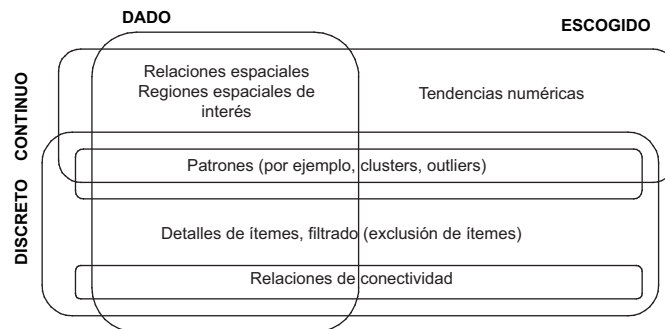 DADO
ESCOGIDO
CONTINUO
DISCRETO
Relaciones espaciales
Regiones espaciales de
interés
Tendencias numéricas
Patrones (por ejemplo, clusters, outliers)
Detalles de ítemes, filtrado (exclusión de ítemes)
Relaciones de conectividad